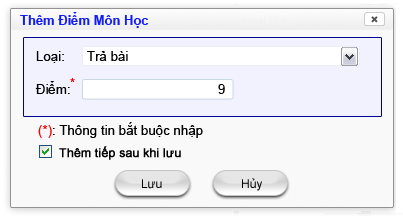 Thêm Điểm Môn Học
Loại: Trả bài
Điểm:* 9
(*): Thông tin bắt buộc nhập
Thêm tiếp sau khi lưu
Lưu Hủy